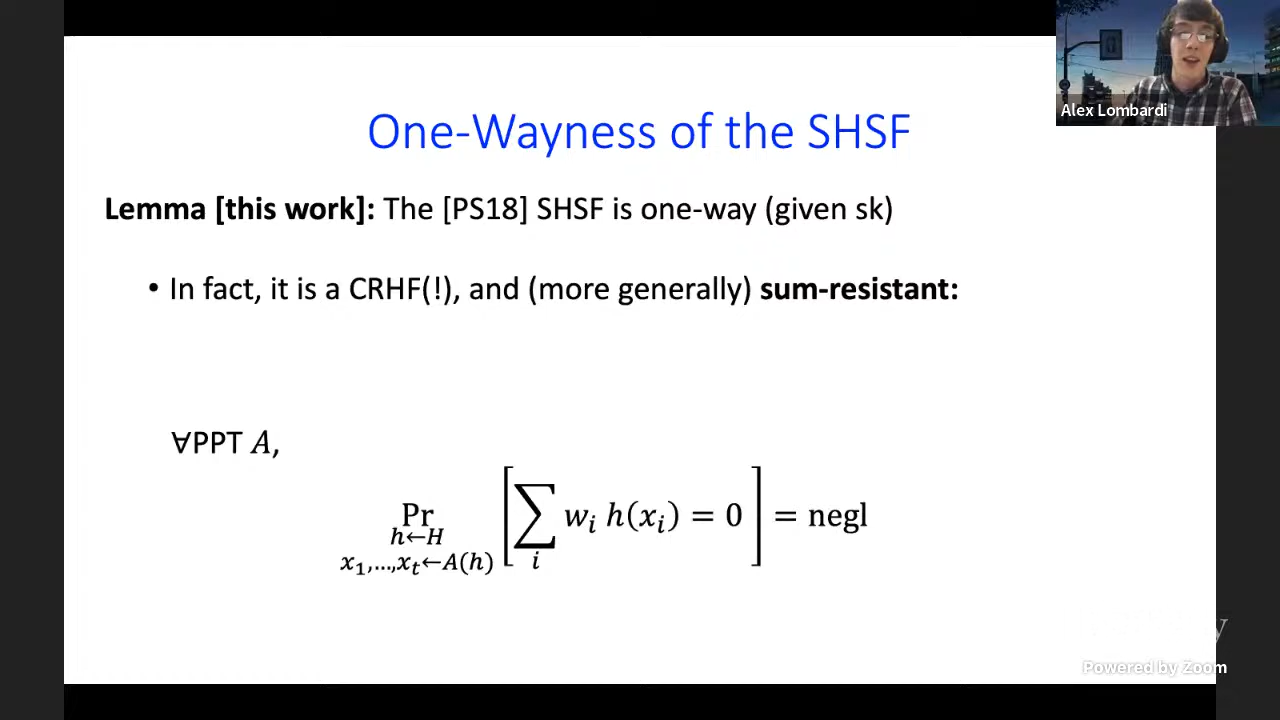 Alex Lombardi
One-Wayness of the SHSF
Lemma [this work]: The [PS18] SHSF is one-way (given sk)
• In fact, it is a CRHF(!), and (more generally) sum-resistant:
∀PPT A,
Pr [∑ wᵢ h(xᵢ) = 0] = negl
h←H
x₁,…,xₜ←A(h) i
Powered by Zoom